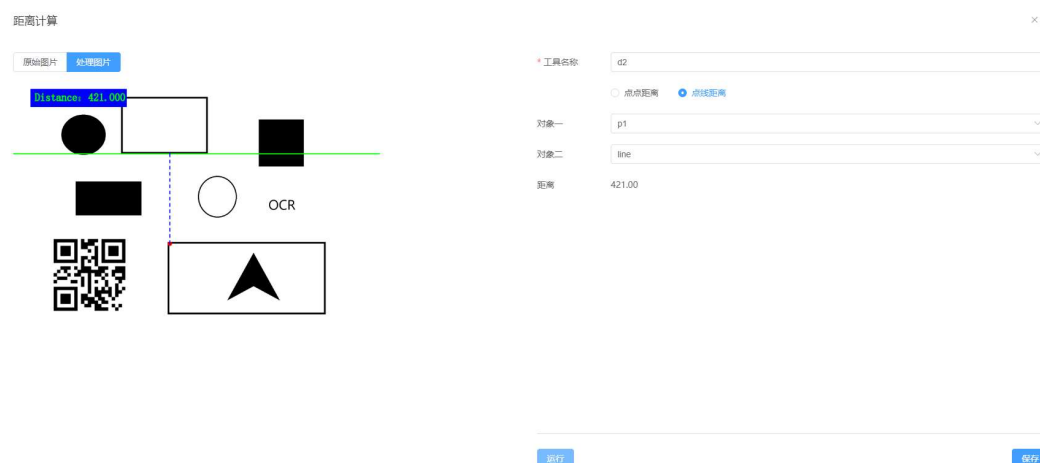 距离计算
×
原始图片 处理图片
* 工具名称 d2
Distance: 421.000
点点距离 点线距离
对象一 p1
对象二 line
距离 421.00
OCR
运行 保存